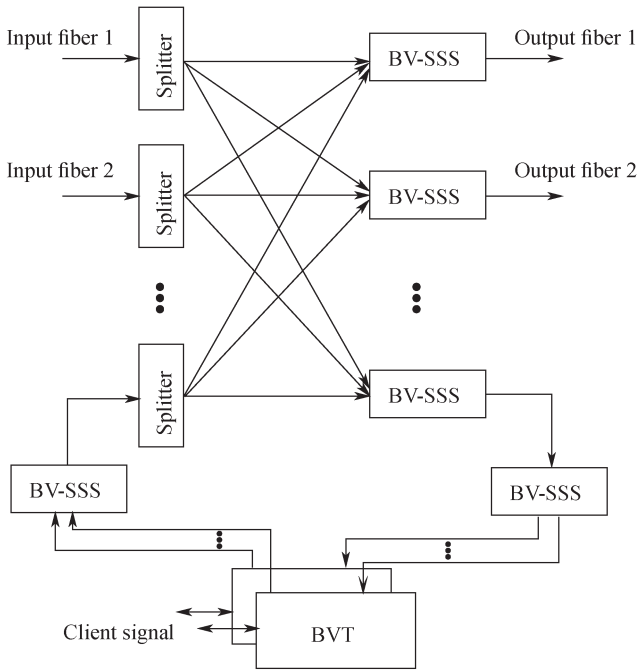 Input fiber 1
Splitter
BV-SSS
Output fiber 1
Input fiber 2
Splitter
BV-SSS
Output fiber 2
Splitter
BV-SSS
BV-SSS
BV-SSS
Client signal
BVT